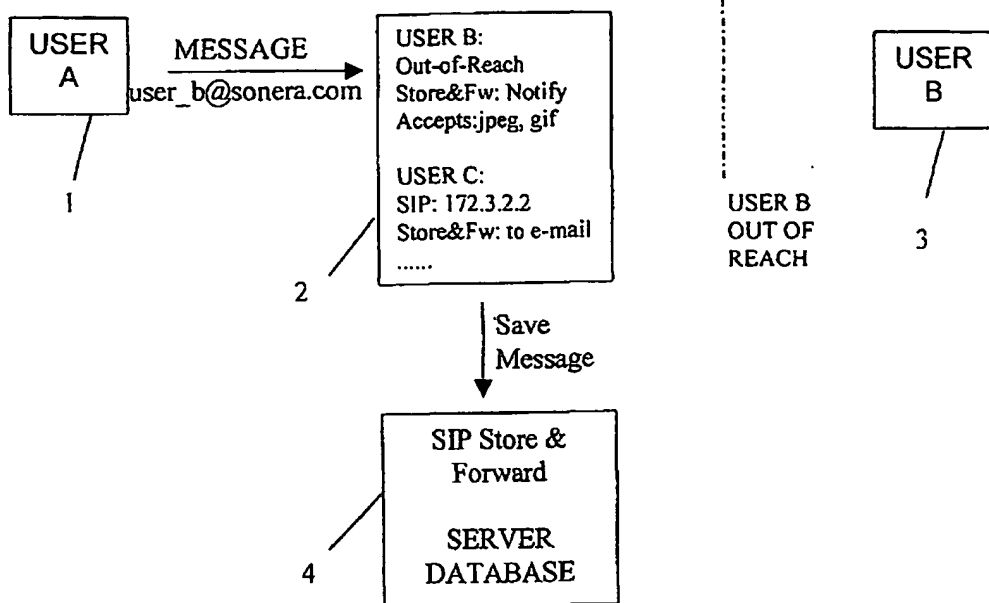 USER
A
MESSAGE
user_b@sonera.com
1
USER B:
Out-of-Reach
Store&Fw: Notify
Accepts:jpeg, gif
USER C:
SIP: 172.3.2.2
Store&Fw: to e-mail
......
2
USER B
OUT OF
REACH
USER
B
3
Save
Message
SIP Store &
Forward
SERVER
DATABASE
4